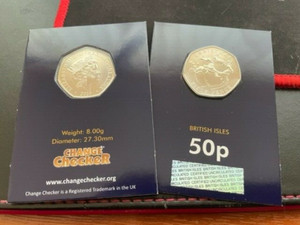 Weight: 8.00g
Diameter: 27.30mm
CHANGE
CHECKER
www.changechecker.org
Change Checker is a Registered Trademark in the UK
BRITISH ISLES
50p